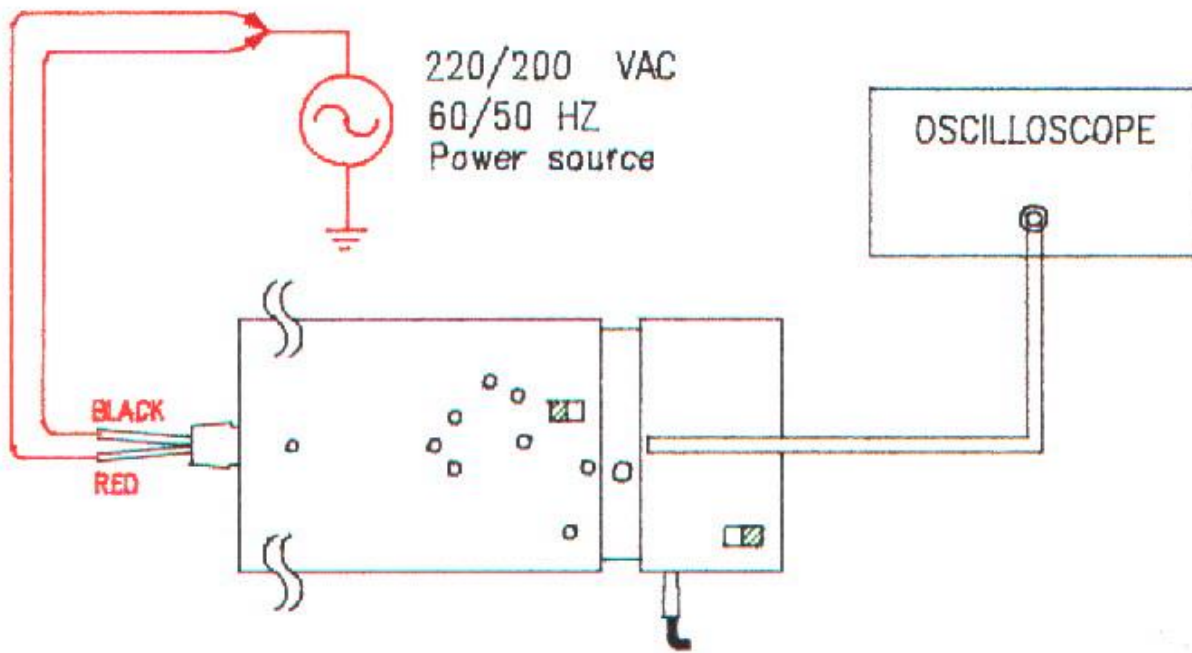 220/200 VAC
60/50 HZ
Power source
OSCILLOSCOPE
BLACK
RED